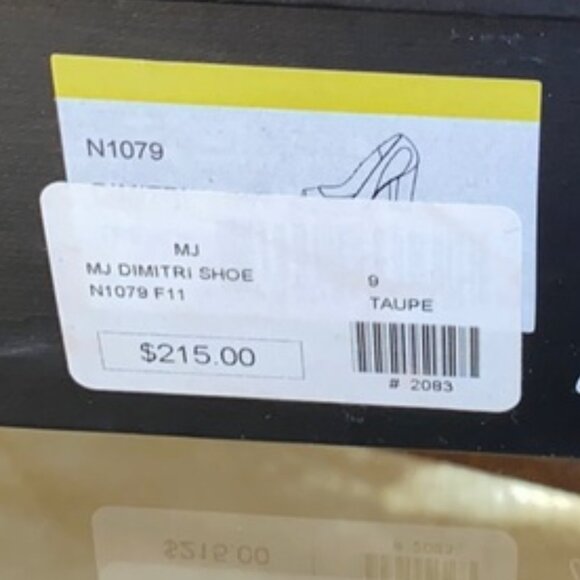 N1079
MJ
MJ DIMITRI SHOE
N1079 F11
9
TAUPE
$215.00
# 2083